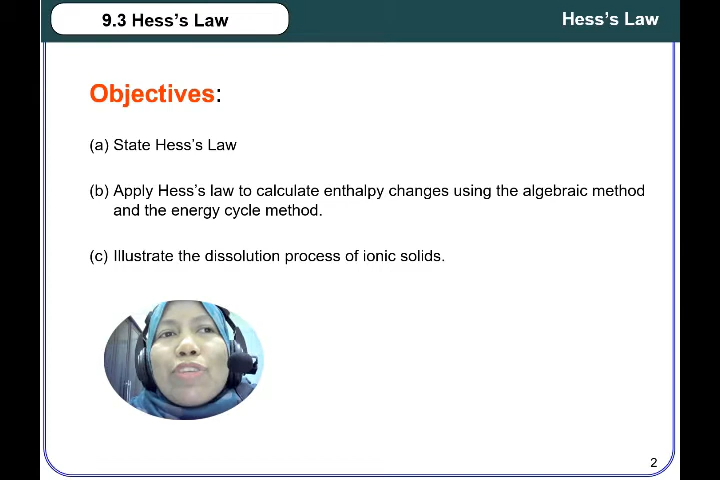 9.3 Hess's Law
Hess's Law
Objectives:
(a) State Hess's Law
(b) Apply Hess's law to calculate enthalpy changes using the algebraic method
and the energy cycle method.
(c) Illustrate the dissolution process of ionic solids.
2